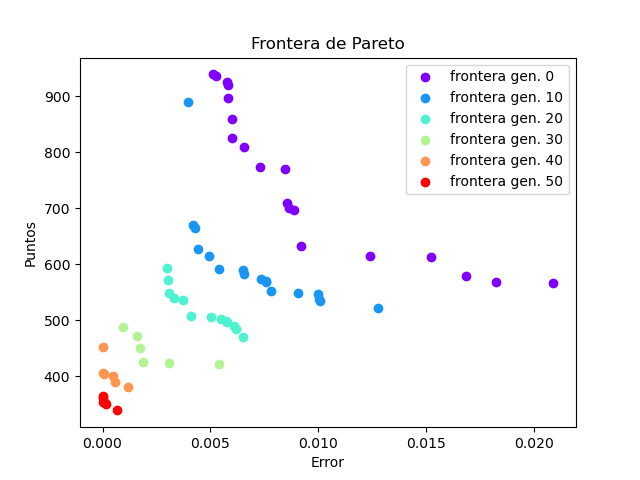 Frontera de Pareto
frontera gen. 0
frontera gen. 10
frontera gen. 20
frontera gen. 30
frontera gen. 40
frontera gen. 50
Puntos
900
800
700
600
500
400
0.000 0.005 0.010 0.015 0.020
Error